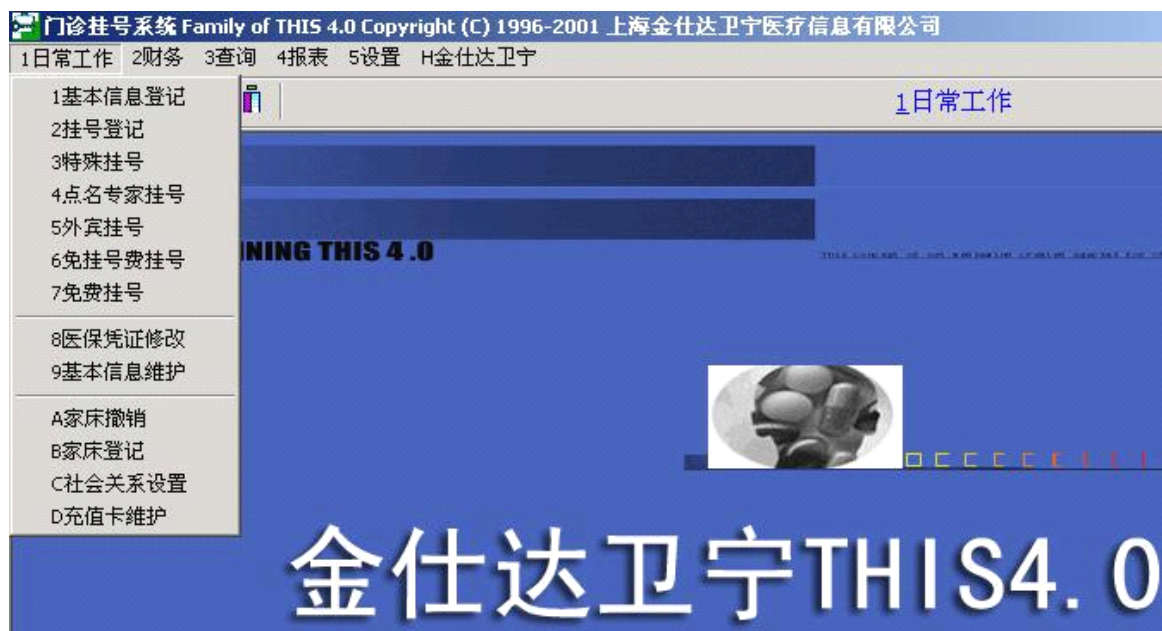 门诊挂号系统 Family of THIS 4.0 Copyright (C) 1996-2001 上海金仕达卫宁医疗信息有限公司
1日常工作 2财务 3查询 4报表 5设置 H金仕达卫宁
1日常工作
1基本信息登记
2挂号登记
3特殊挂号
4点名专家挂号
5外宾挂号
6免挂号费挂号
7免费挂号
8医保凭证修改
9基本信息维护
A家床撤销
B家床登记
C社会关系设置
D充值卡维护
NING THIS 4 .0
金仕达卫宁THIS4.0